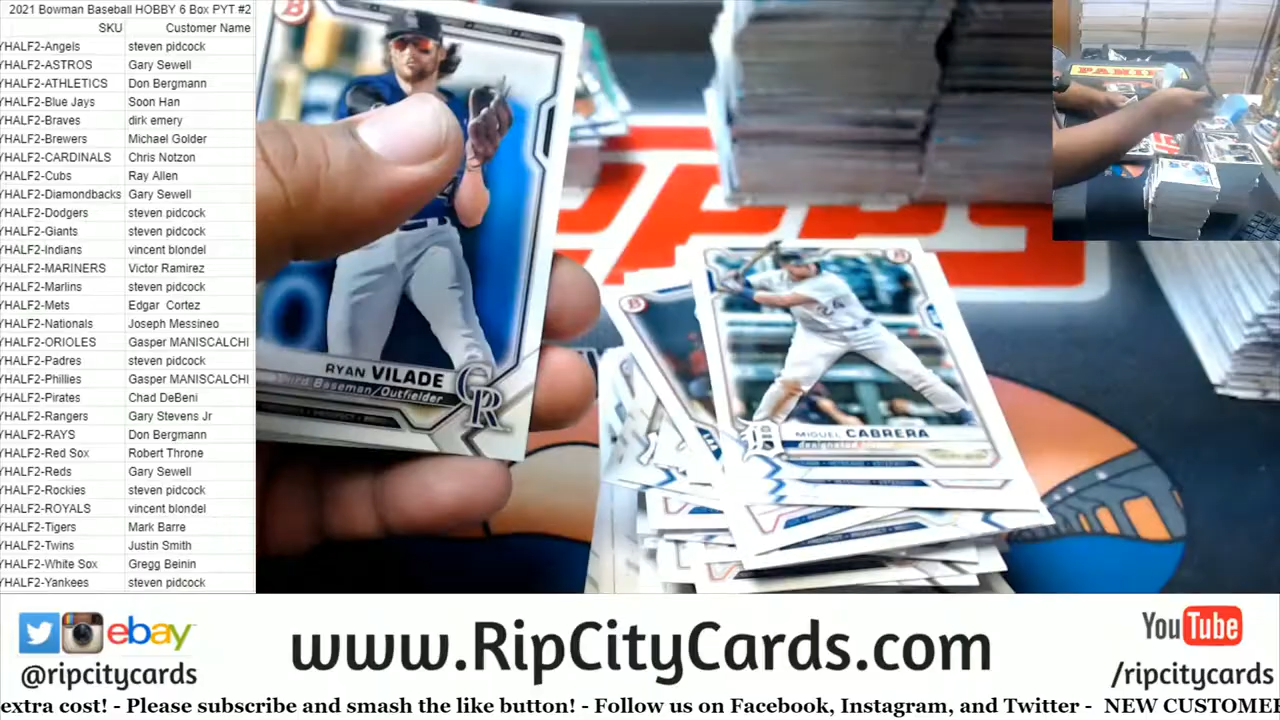 2021 Bowman Baseball HOBBY 6 Box PYT #2
SKU Customer Name
YHALF2-Angels steven pidcock
YHALF2-ASTROS Gary Sewell
YHALF2-ATHLETICS Don Bergmann
YHALF2-Blue Jays Soon Han
YHALF2-Braves dirk emery
YHALF2-Brewers Michael Golder
YHALF2-CARDINALS Chris Notzon
YHALF2-Cubs Ray Allen
YHALF2-Diamondbacks Gary Sewell
YHALF2-Dodgers steven pidcock
YHALF2-Giants steven pidcock
YHALF2-Indians vincent blondel
YHALF2-MARINERS Victor Ramirez
YHALF2-Marlins steven pidcock
YHALF2-Mets Edgar Cortez
YHALF2-Nationals Joseph Messineo
YHALF2-ORIOLES Gasper MANISCALCHI
YHALF2-Padres steven pidcock
YHALF2-Phillies Gasper MANISCALCHI
YHALF2-Pirates Chad DeBeni
YHALF2-Rangers Gary Stevens Jr
YHALF2-RAYS Don Bergmann
YHALF2-Red Sox Robert Throne
YHALF2-Reds Gary Sewell
YHALF2-Rockies steven pidcock
YHALF2-ROYALS vincent blondel
YHALF2-Tigers Mark Barre
YHALF2-Twins Justin Smith
YHALF2-White Sox Gregg Beinin
YHALF2-Yankees steven pidcock
RYAN VILADE
Third Baseman/Outfielder
CR
MIGUEL CABRERA
PANINI
ebay
@ripcitycards
www.RipCityCards.com
YouTube
/ripcitycards
extra cost! - Please subscribe and smash the like button! - Follow us on Facebook, Instagram, and Twitter - NEW CUSTOME